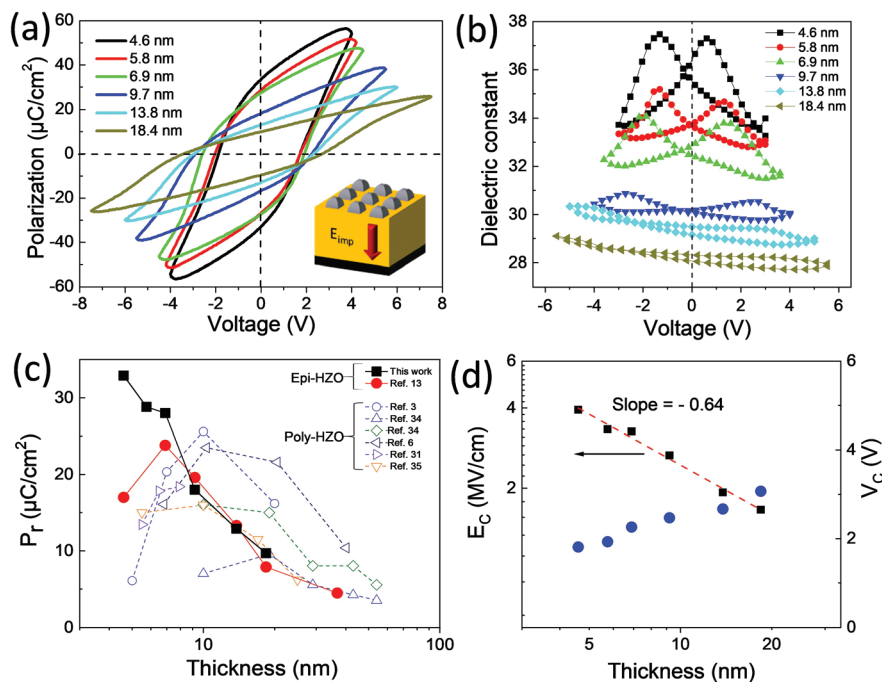 (a)
60
40
20
0
-20
-40
-60
Polarization (µC/cm²)
4.6 nm
5.8 nm
6.9 nm
9.7 nm
13.8 nm
18.4 nm
E_imp
-8 -6 -4 -2 0 2 4 6 8
Voltage (V)
(b)
38
36
34
32
30
28
Dielectric constant
4.6 nm
5.8 nm
6.9 nm
9.7 nm
13.8 nm
18.4 nm
-6 -4 -2 0 2 4 6
Voltage (V)
(c)
30
20
10
0
P_r (µC/cm²)
Epi-HZO
This work
Ref. 13
Poly-HZO
Ref. 3
Ref. 34
Ref. 34
Ref. 6
Ref. 31
Ref. 35
10 100
Thickness (nm)
(d)
6
4
2
E_C (MV/cm)
Slope = - 0.64
6
4
2
0
V_C (V)
5 10 20
Thickness (nm)